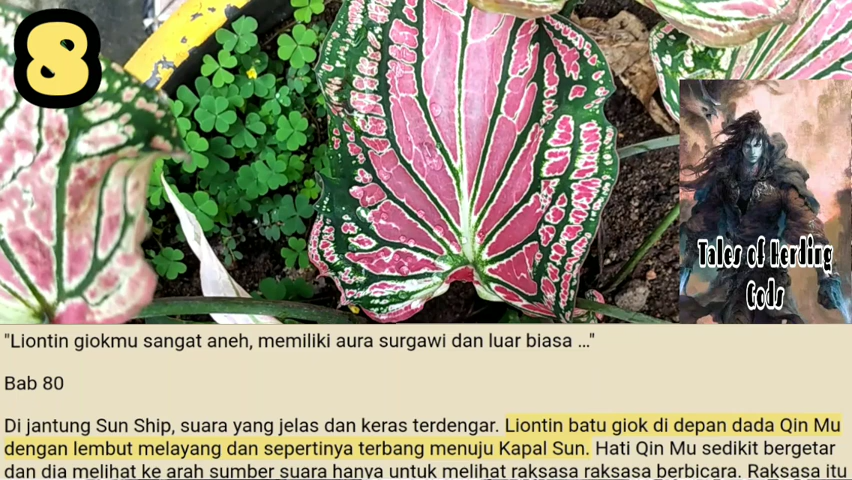 8
Tales of Herding
Gods
"Liontin giokmu sangat aneh, memiliki aura surgawi dan luar biasa ..."
Bab 80
Di jantung Sun Ship, suara yang jelas dan keras terdengar. Liontin batu giok di depan dada Qin Mu
dengan lembut melayang dan sepertinya terbang menuju Kapal Sun. Hati Qin Mu sedikit bergetar
dan dia melihat ke arah sumber suara hanya untuk melihat raksasa raksasa berbicara. Raksasa itu